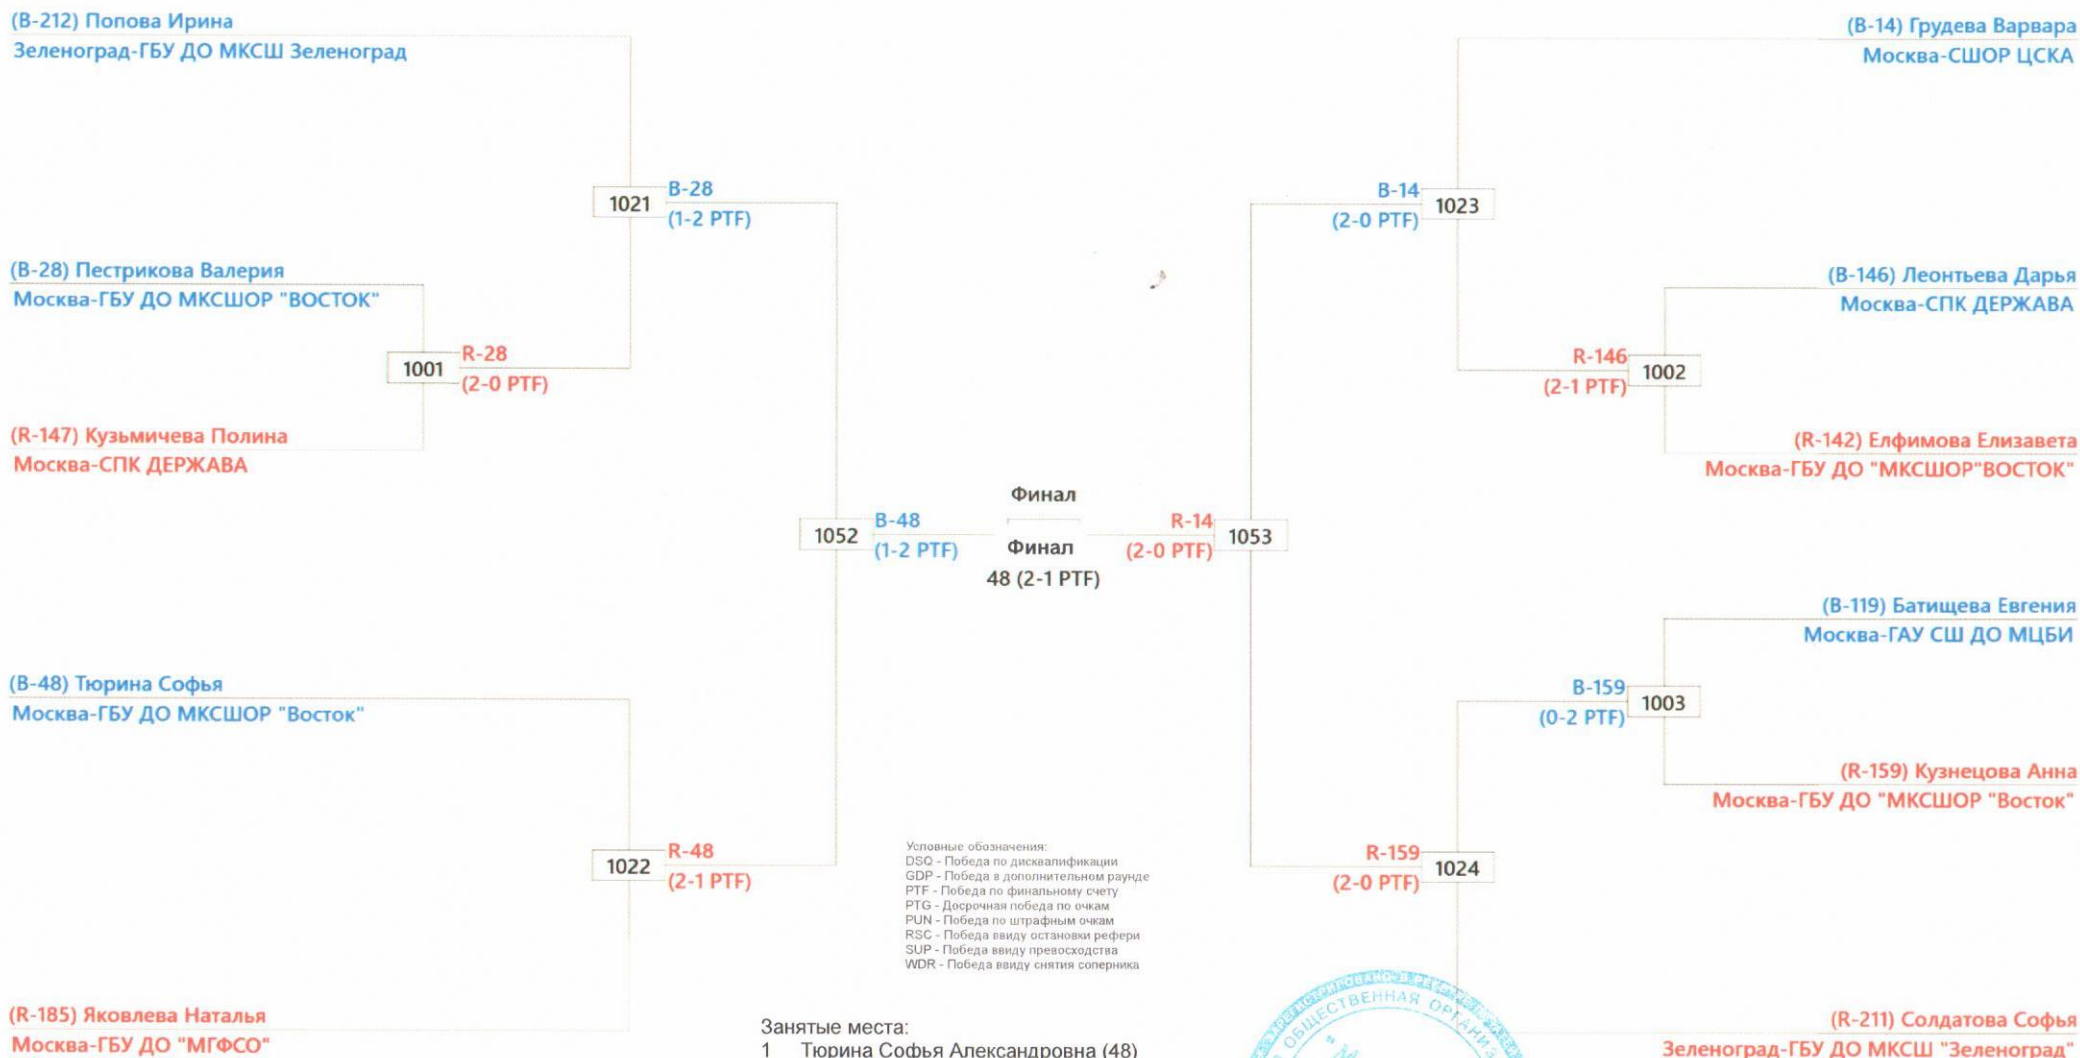 (B-212) Попова Ирина
Зеленоград-ГБУ ДО МКСШ Зеленоград
1021
B-28
(1-2 PTF)
(B-28) Пестрикова Валерия
Москва-ГБУ ДО МКСШОР "ВОСТОК"
1001
R-28
(2-0 PTF)
(R-147) Кузьмичева Полина
Москва-СПК ДЕРЖАВА
1052
B-48
(1-2 PTF)
(B-48) Тюрина Софья
Москва-ГБУ ДО МКСШОР "Восток"
1022
R-48
(2-1 PTF)
(R-185) Яковлева Наталья
Москва-ГБУ ДО "МГФСО"
Финал
Финал
48 (2-1 PTF)
(B-14) Грудева Варвара
Москва-СШОР ЦСКА
B-14
(2-0 PTF)
1023
(B-146) Леонтьева Дарья
Москва-СПК ДЕРЖАВА
R-146
(2-1 PTF)
1002
(R-142) Елфимова Елизавета
Москва-ГБУ ДО "МКСШОР"ВОСТОК"
R-14
(2-0 PTF)
1053
(B-119) Батищева Евгения
Москва-ГАУ СШ ДО МЦБИ
B-159
(0-2 PTF)
1003
(R-159) Кузнецова Анна
Москва-ГБУ ДО "МКСШОР "Восток"
R-159
(2-0 PTF)
1024
(R-211) Солдатова Софья
Зеленоград-ГБУ ДО МКСШ "Зеленоград"
Условные обозначения:
DSQ - Победа по дисквалификации
GDP - Победа в дополнительном раунде
PTF - Победа по финальному счету
PTG - Досрочная победа по очкам
PUN - Победа по штрафным очкам
RSC - Победа ввиду остановки рефери
SUP - Победа ввиду превосходства
WDR - Победа ввиду снятия соперника
Занятые места:
1 Тюрина Софья Александровна (48)
ОБЩЕСТВЕННАЯ